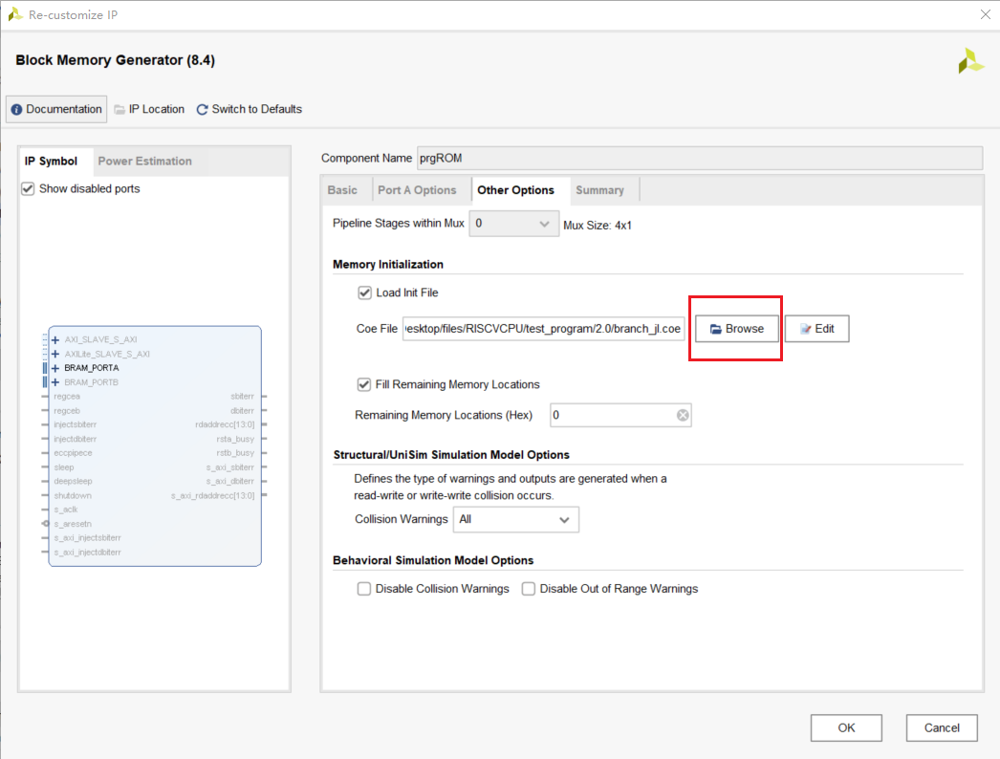 Re-customize IP
Block Memory Generator (8.4)
Documentation IP Location Switch to Defaults
IP Symbol Power Estimation
Show disabled ports
AXI_SLAVE_S_AXI
AXILite_SLAVE_S_AXI
BRAM_PORTA
BRAM_PORTB
regcea sbiterr
regceb dbiterr
injectsbiterr rdaddrecc[13:0]
injectdbiterr rsta_busy
eccpipece rstb_busy
sleep s_axi_sbiterr
deepsleep s_axi_dbiterr
shutdown s_axi_rdaddrecc[13:0]
s_aclk
s_aresetn
s_axi_injectsbiterr
s_axi_injectdbiterr
Component Name prgROM
Basic Port A Options Other Options Summary
Pipeline Stages within Mux 0 Mux Size: 4x1
Memory Initialization
Load Init File
Coe File esktop/files/RISCVCPU/test_program/2.0/branch_jl.coe Browse Edit
Fill Remaining Memory Locations
Remaining Memory Locations (Hex) 0
Structural/UniSim Simulation Model Options
Defines the type of warnings and outputs are generated when a
read-write or write-write collision occurs.
Collision Warnings All
Behavioral Simulation Model Options
Disable Collision Warnings Disable Out of Range Warnings
OK Cancel